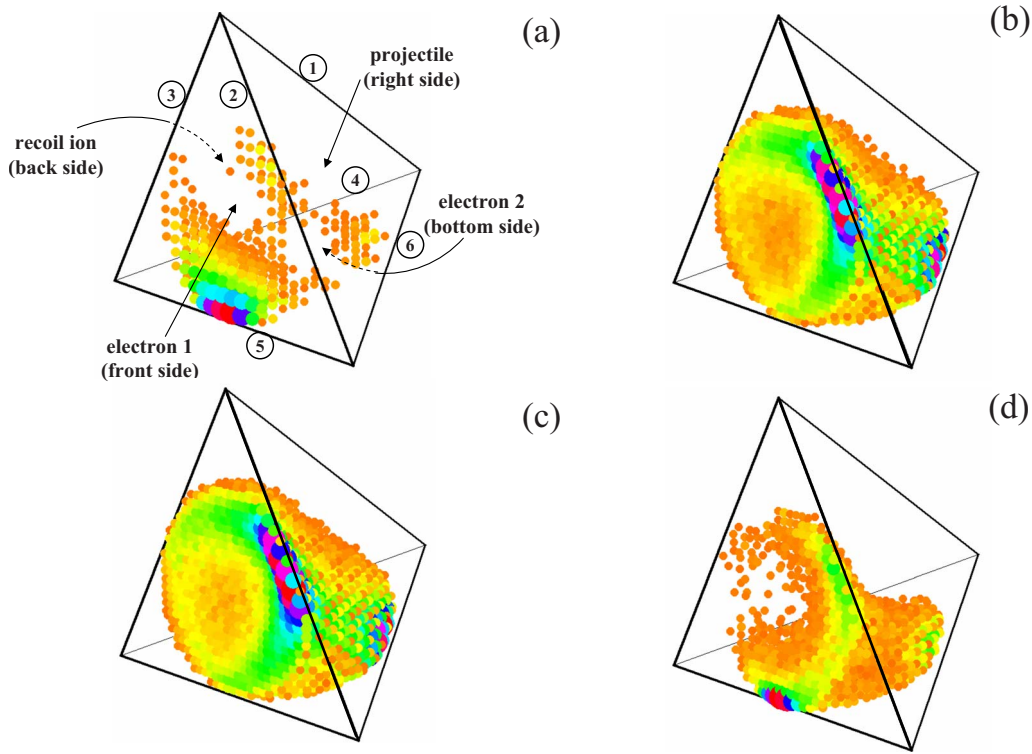 (a)
(b)
1
projectile
(right side)
3
2
recoil ion
(back side)
4
electron 2
(bottom side)
6
electron 1
(front side)
5
(c)
(d)